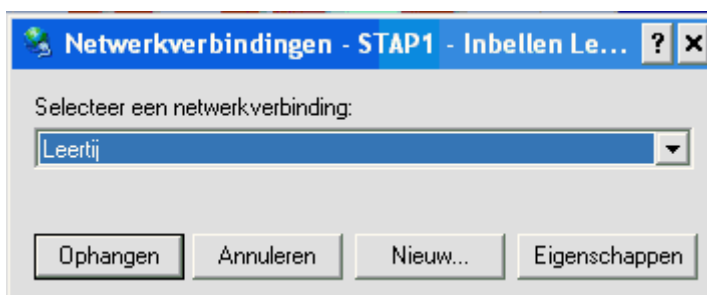 Netwerkverbindingen - STAP1 - Inbellen Le... ? ×
Selecteer een netwerkverbinding:
Leertij
Ophangen Annuleren Nieuw... Eigenschappen